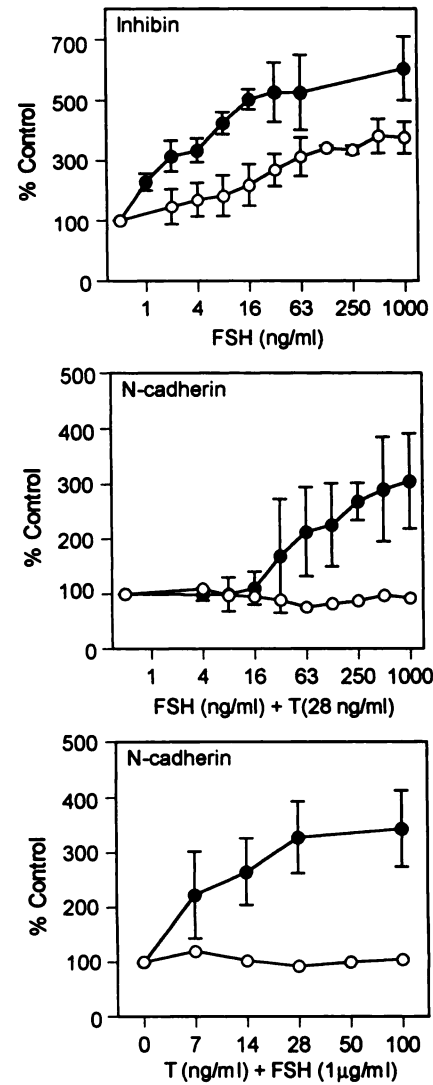 Inhibin
700
500
300
100
0
% Control
1 4 16 63 250 1000
FSH (ng/ml)
N-cadherin
500
400
300
200
100
0
% Control
1 4 16 63 250 1000
FSH (ng/ml) + T(28 ng/ml)
N-cadherin
500
400
300
200
100
0
% Control
0 7 14 28 50 100
T (ng/ml) + FSH (1µg/ml)